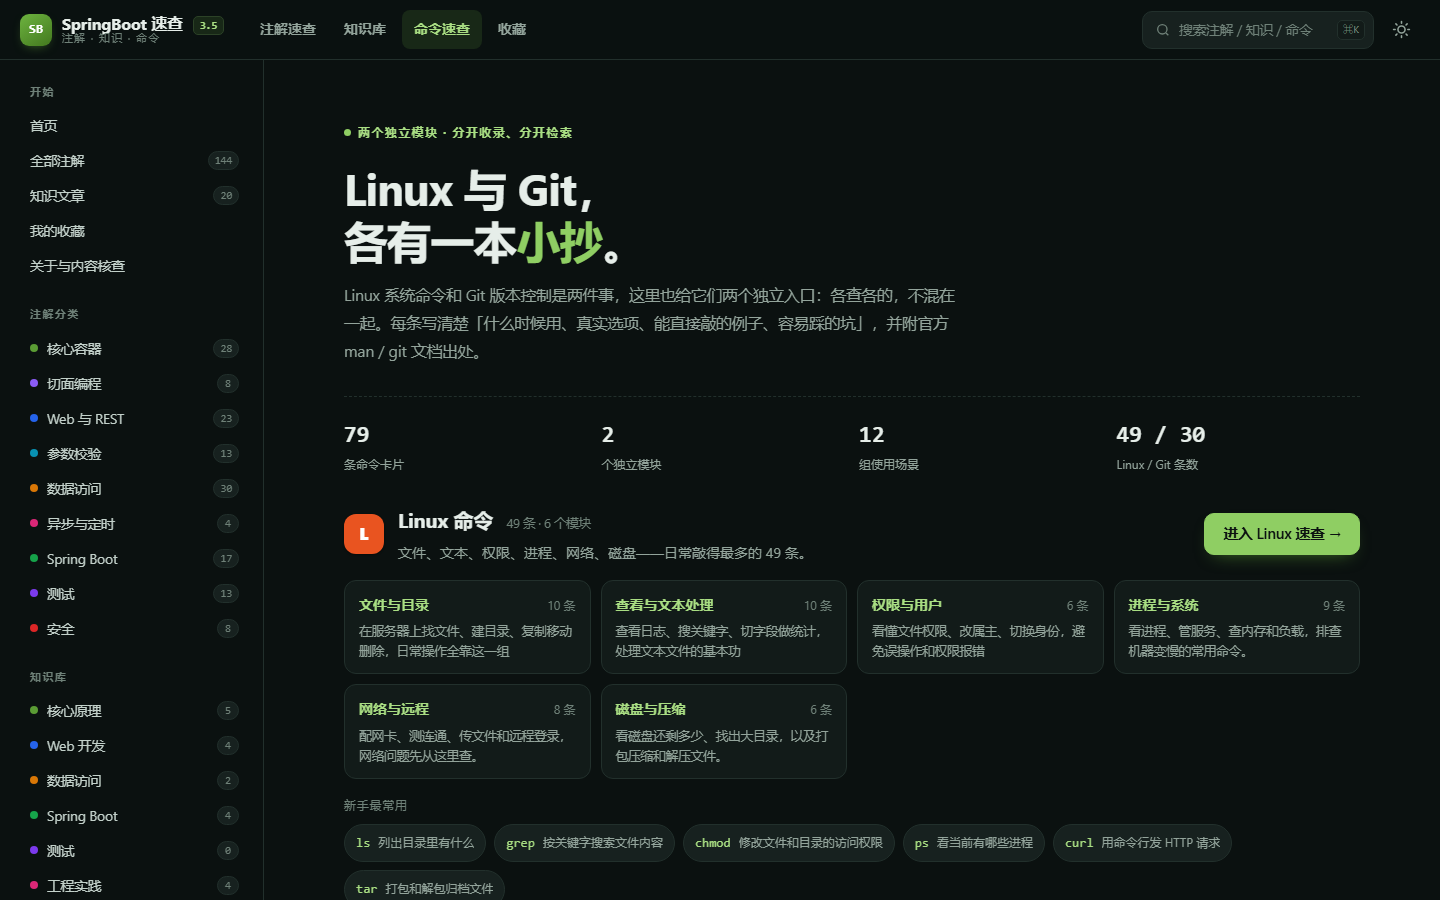 SB
SpringBoot 速查
3.5
注解 · 知识 · 命令
注解速查
知识库
命令速查
收藏
搜索注解 / 知识 / 命令
⌘K
开始
首页
全部注解
144
知识文章
20
我的收藏
关于与内容核查
注解分类
核心容器
28
切面编程
8
Web 与 REST
23
参数校验
13
数据访问
30
异步与定时
4
Spring Boot
17
测试
13
安全
8
知识库
核心原理
5
Web 开发
4
数据访问
2
Spring Boot
4
测试
0
工程实践
4
两个独立模块 · 分开收录、分开检索
Linux 与 Git,
各有一本小抄。
Linux 系统命令和 Git 版本控制是两件事，这里也给它们两个独立入口：各查各的，不混在
一起。每条写清楚「什么时候用、真实选项、能直接敲的例子、容易踩的坑」，并附官方
man / git 文档出处。
79
条命令卡片
2
个独立模块
12
组使用场景
49 / 30
Linux / Git 条数
L
Linux 命令
49 条 · 6 个模块
文件、文本、权限、进程、网络、磁盘——日常敲得最多的 49 条。
进入 Linux 速查 →
文件与目录
10 条
在服务器上找文件、建目录、复制移动
删除，日常操作全靠这一组
查看与文本处理
10 条
查看日志、搜关键字、切字段做统计，
处理文本文件的基本功
权限与用户
6 条
看懂文件权限、改属主、切换身份，避
免误操作和权限报错
进程与系统
9 条
看进程、管服务、查内存和负载，排查
机器变慢的常用命令。
网络与远程
8 条
配网卡、测连通、传文件和远程登录，
网络问题先从这里查。
磁盘与压缩
6 条
看磁盘还剩多少、找出大目录，以及打
包压缩和解压文件。
新手最常用
ls 列出目录里有什么
grep 按关键字搜索文件内容
chmod 修改文件和目录的访问权限
ps 看当前有哪些进程
curl 用命令行发 HTTP 请求
tar 打包和解包归档文件